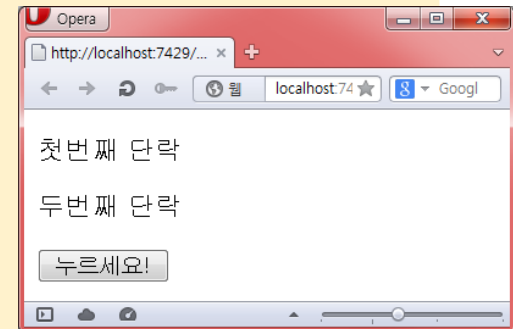 Opera
http://localhost:7429/...
웹 localhost:74 8 Googl
첫번째 단락
두번째 단락
누르세요!